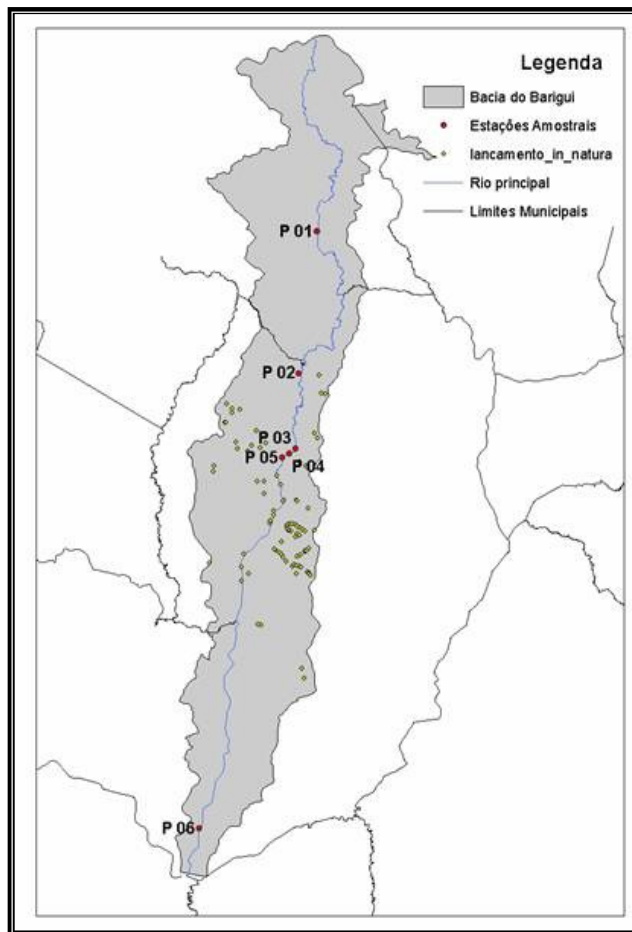 Legenda
Bacia do Barigui
Estações Amostrais
lancamento_in_natura
Rio principal
Limites Municipais
P 01
P 02
P 03
P 05
P 04
P 06